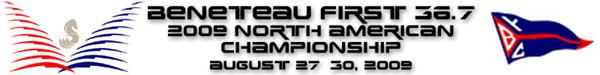 BENETEAU FIRST 36.7
2009 NORTH AMERICAN
CHAMPIONSHIP
AUGUST 27 30, 2009